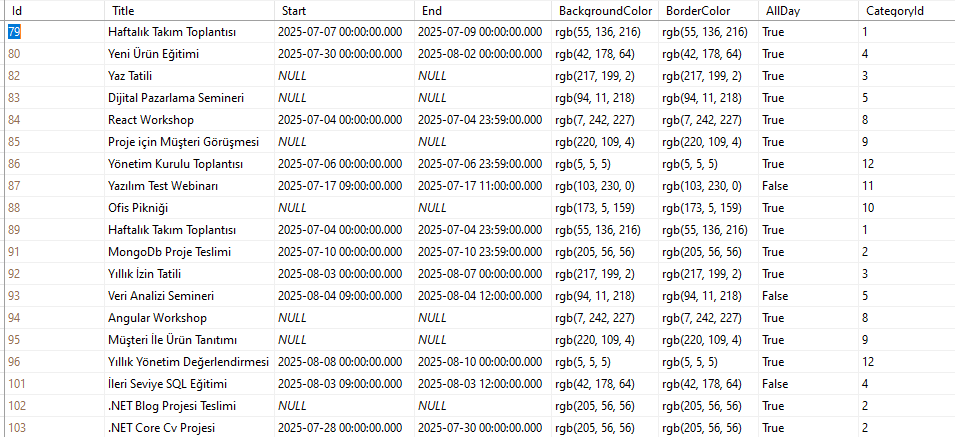 Id Title Start End BackgroundColor BorderColor AllDay CategoryId
79 Haftalık Takım Toplantısı 2025-07-07 00:00:00.000 2025-07-09 00:00:00.000 rgb(55, 136, 216) rgb(55, 136, 216) True 1
80 Yeni Ürün Eğitimi 2025-07-30 00:00:00.000 2025-08-02 00:00:00.000 rgb(42, 178, 64) rgb(42, 178, 64) True 4
82 Yaz Tatili NULL NULL rgb(217, 199, 2) rgb(217, 199, 2) True 3
83 Dijital Pazarlama Semineri NULL NULL rgb(94, 11, 218) rgb(94, 11, 218) True 5
84 React Workshop 2025-07-04 00:00:00.000 2025-07-04 23:59:00.000 rgb(7, 242, 227) rgb(7, 242, 227) True 8
85 Proje için Müşteri Görüşmesi NULL NULL rgb(220, 109, 4) rgb(220, 109, 4) True 9
86 Yönetim Kurulu Toplantısı 2025-07-06 00:00:00.000 2025-07-06 23:59:00.000 rgb(5, 5, 5) rgb(5, 5, 5) True 12
87 Yazılım Test Webinarı 2025-07-17 09:00:00.000 2025-07-17 11:00:00.000 rgb(103, 230, 0) rgb(103, 230, 0) False 11
88 Ofis Pikniği NULL NULL rgb(173, 5, 159) rgb(173, 5, 159) True 10
89 Haftalık Takım Toplantısı 2025-07-04 00:00:00.000 2025-07-04 23:59:00.000 rgb(55, 136, 216) rgb(55, 136, 216) True 1
91 MongoDb Proje Teslimi 2025-07-10 00:00:00.000 2025-07-10 23:59:00.000 rgb(205, 56, 56) rgb(205, 56, 56) True 2
92 Yıllık İzin Tatili 2025-08-03 00:00:00.000 2025-08-07 00:00:00.000 rgb(217, 199, 2) rgb(217, 199, 2) True 3
93 Veri Analizi Semineri 2025-08-04 09:00:00.000 2025-08-04 12:00:00.000 rgb(94, 11, 218) rgb(94, 11, 218) False 5
94 Angular Workshop NULL NULL rgb(7, 242, 227) rgb(7, 242, 227) True 8
95 Müşteri İle Ürün Tanıtımı NULL NULL rgb(220, 109, 4) rgb(220, 109, 4) True 9
96 Yıllık Yönetim Değerlendirmesi 2025-08-08 00:00:00.000 2025-08-10 00:00:00.000 rgb(5, 5, 5) rgb(5, 5, 5) True 12
101 İleri Seviye SQL Eğitimi 2025-08-03 09:00:00.000 2025-08-03 12:00:00.000 rgb(42, 178, 64) rgb(42, 178, 64) False 4
102 .NET Blog Projesi Teslimi NULL NULL rgb(205, 56, 56) rgb(205, 56, 56) True 2
103 .NET Core Cv Projesi 2025-07-28 00:00:00.000 2025-07-30 00:00:00.000 rgb(205, 56, 56) rgb(205, 56, 56) True 2